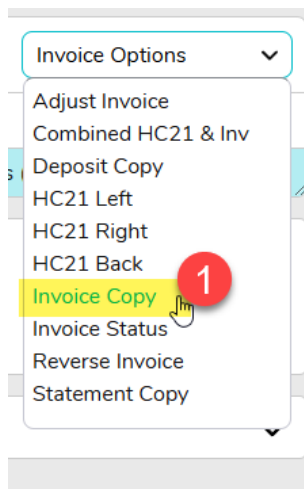 Invoice Options
Adjust Invoice
Combined HC21 & Inv
Deposit Copy
HC21 Left
HC21 Right
HC21 Back
1
Invoice Copy
Invoice Status
Reverse Invoice
Statement Copy